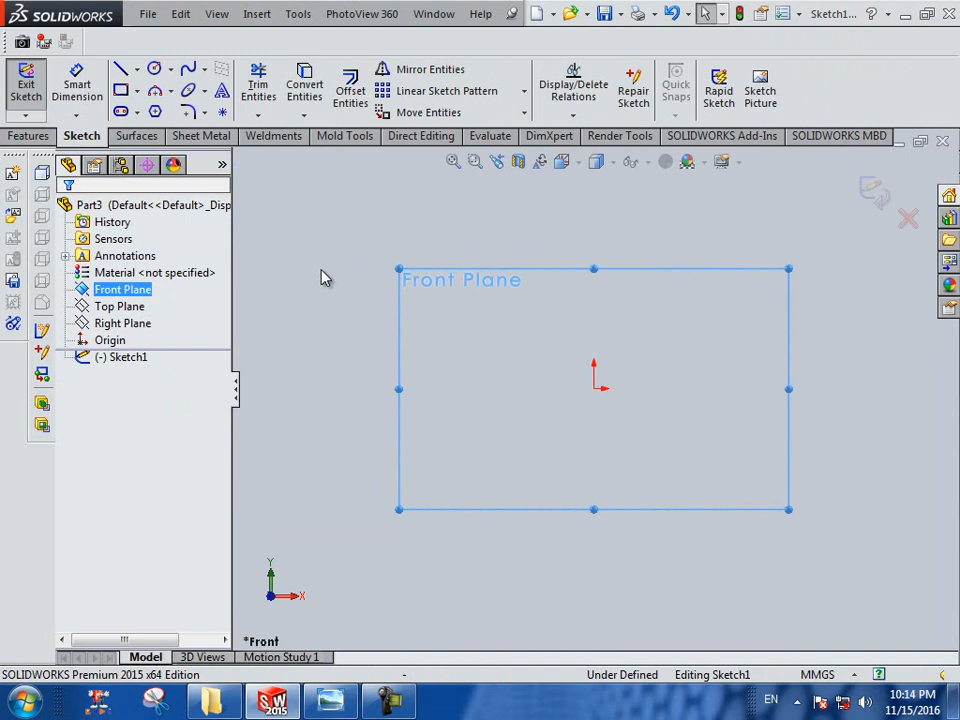 SOLIDWORKS File Edit View Insert Tools PhotoView 360 Window Help Sketch1... ?
Exit Sketch Smart Dimension Trim Entities Convert Entities Offset Entities Mirror Entities Linear Sketch Pattern Move Entities Display/Delete Relations Repair Sketch Quick Snaps Rapid Sketch Sketch Picture
Features Sketch Surfaces Sheet Metal Weldments Mold Tools Direct Editing Evaluate DimXpert Render Tools SOLIDWORKS Add-Ins SOLIDWORKS MBD
Part3 (Default<<Default>_Disp
History
Sensors
Annotations
Material <not specified>
Front Plane
Top Plane
Right Plane
Origin
(-) Sketch1
Front Plane
Y
X
*Front
Model 3D Views Motion Study 1
SOLIDWORKS Premium 2015 x64 Edition - Under Defined Editing Sketch1 MMGS ?
SW 2015 EN 10:14 PM
11/15/2016